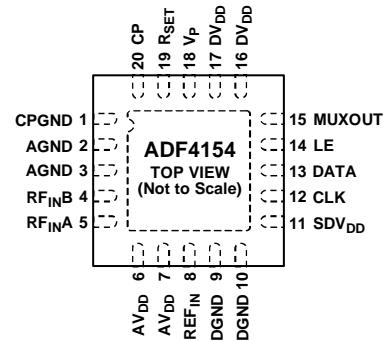 20 CP
19 RSET
18 VP
17 DVDD
16 DVDD
CPGND 1
AGND 2
AGND 3
RFINB 4
RFINA 5
ADF4154
TOP VIEW
(Not to Scale)
15 MUXOUT
14 LE
13 DATA
12 CLK
11 SDVDD
AVDD 6
AVDD 7
REFIN 8
DGND 9
DGND 10